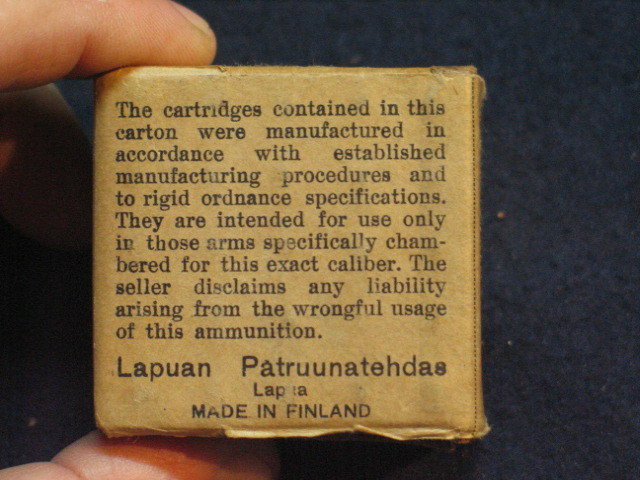 The cartridges contained in this
carton were manufactured in
accordance with established
manufacturing procedures and
to rigid ordnance specifications.
They are intended for use only
in those arms specifically cham-
bered for this exact caliber. The
seller disclaims any liability
arising from the wrongful usage
of this ammunition.
Lapuan Patruunatehdas
Lapua
MADE IN FINLAND